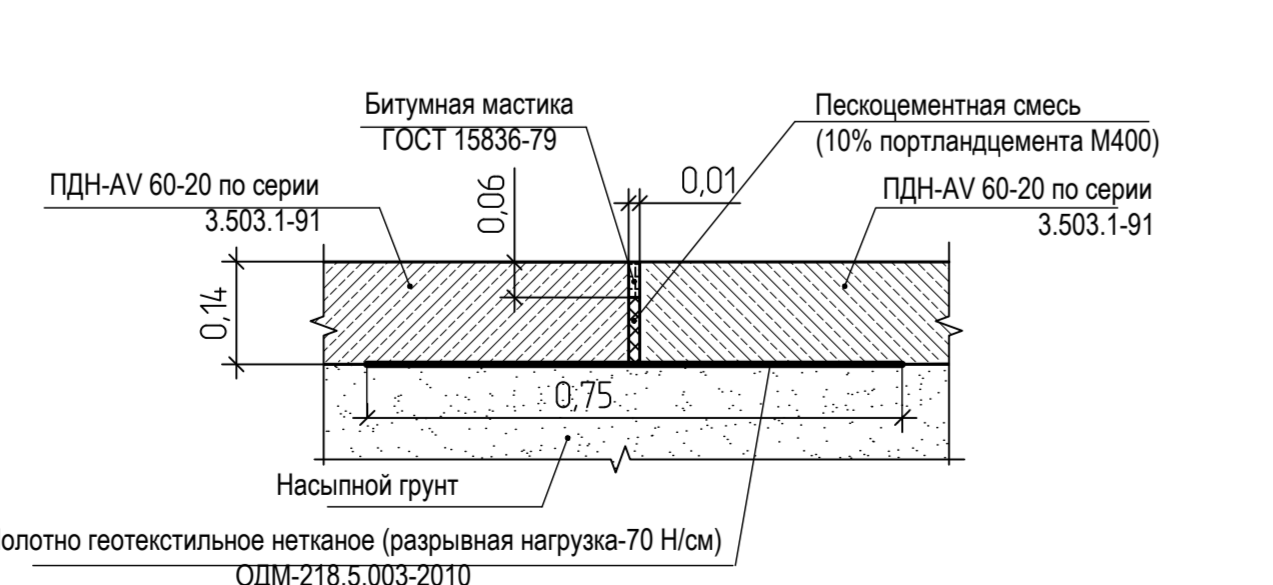 Битумная мастика
ГОСТ 15836-79
Пескоцементная смесь
(10% портландцемента М400)
ПДН-AV 60-20 по серии
3.503.1-91
0,06
0,01
ПДН-AV 60-20 по серии
3.503.1-91
0,14
0,75
Насыпной грунт
олотно геотекстильное нетканое (разрывная нагрузка-70 Н/см)
ОДМ-218.5.003-2010